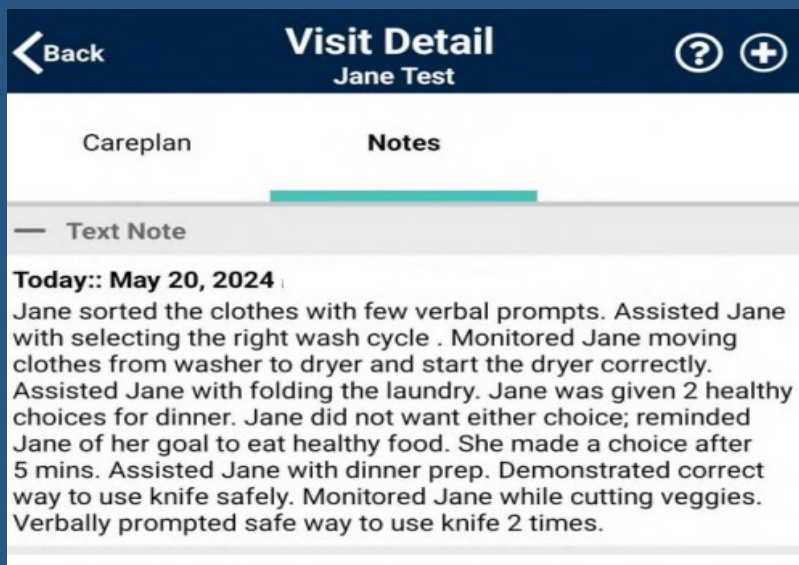 Back
Visit Detail
Jane Test
Careplan
Notes
Text Note
Today:: May 20, 2024
Jane sorted the clothes with few verbal prompts. Assisted Jane
with selecting the right wash cycle . Monitored Jane moving
clothes from washer to dryer and start the dryer correctly.
Assisted Jane with folding the laundry. Jane was given 2 healthy
choices for dinner. Jane did not want either choice; reminded
Jane of her goal to eat healthy food. She made a choice after
5 mins. Assisted Jane with dinner prep. Demonstrated correct
way to use knife safely. Monitored Jane while cutting veggies.
Verbally prompted safe way to use knife 2 times.